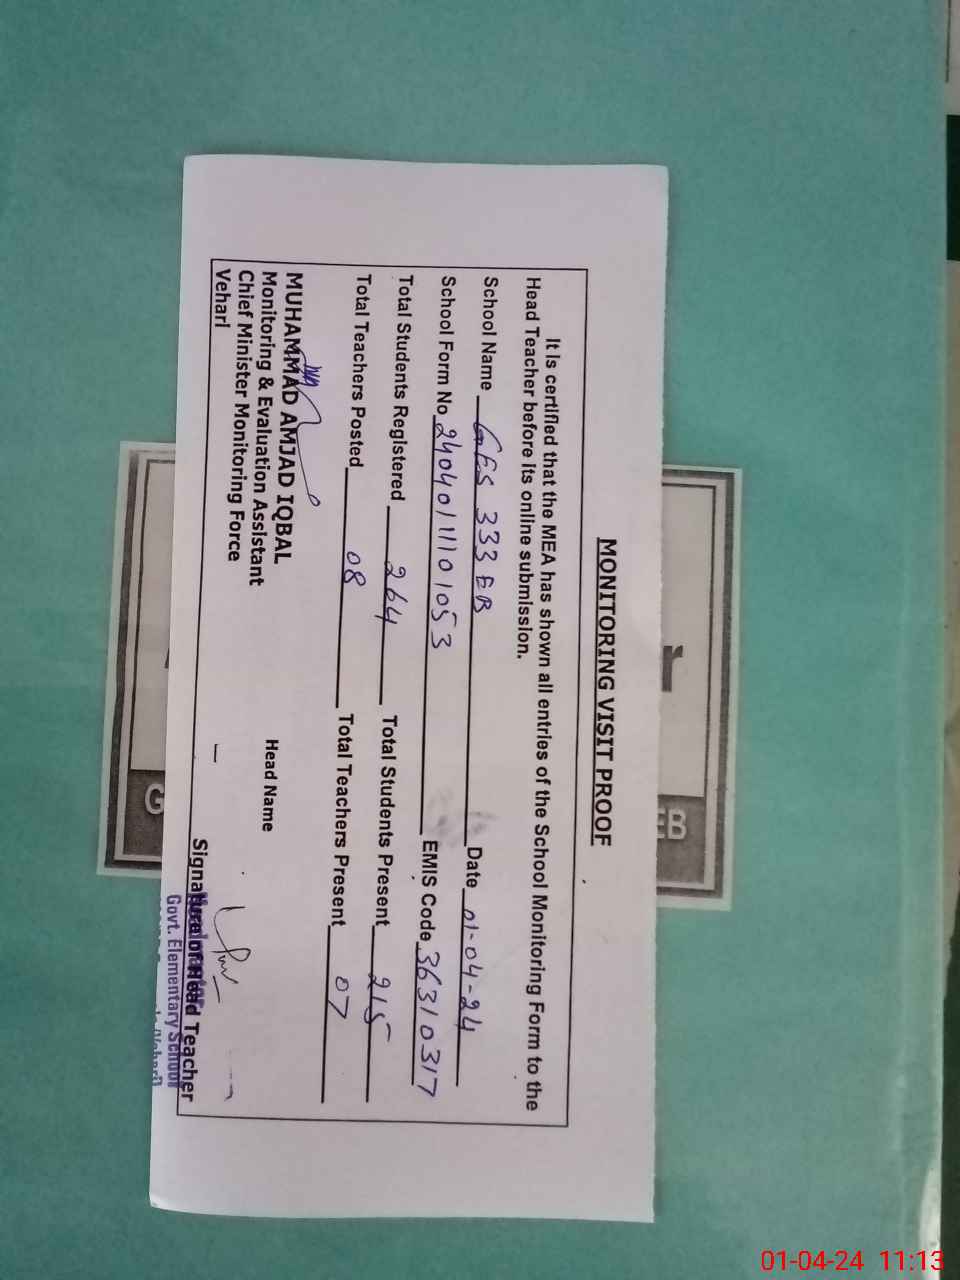 MONITORING VISIT PROOF
It is certified that the MEA has shown all entries of the School Monitoring Form to the
Head Teacher before its online submission.
School Name GES 333 EB Date 01-04-24
School Form No 2404011101053 EMIS Code 36310317
Total Students Registered 264 Total Students Present 215
Total Teachers Posted 08 Total Teachers Present 07
MUHAMMAD AMJAD IQBAL
Monitoring & Evaluation Assistant
Chief Minister Monitoring Force
Vehari
Head Name
Signature of Head Teacher
Govt. Elementary School
r
G
EB
01-04-24 11:13